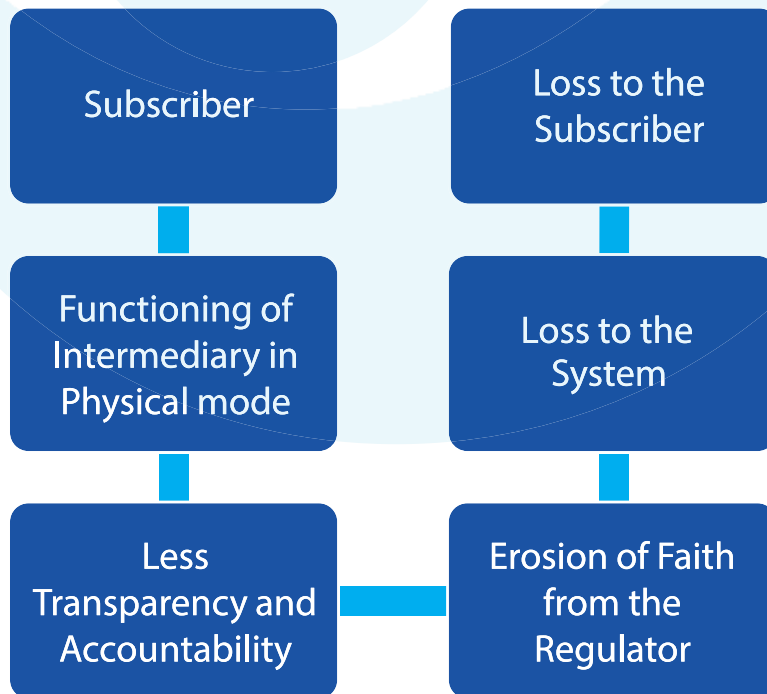 Subscriber
Functioning of
Intermediary in
Physical mode
Less
Transparency and
Accountability
Erosion of Faith
from the
Regulator
Loss to the
System
Loss to the
Subscriber